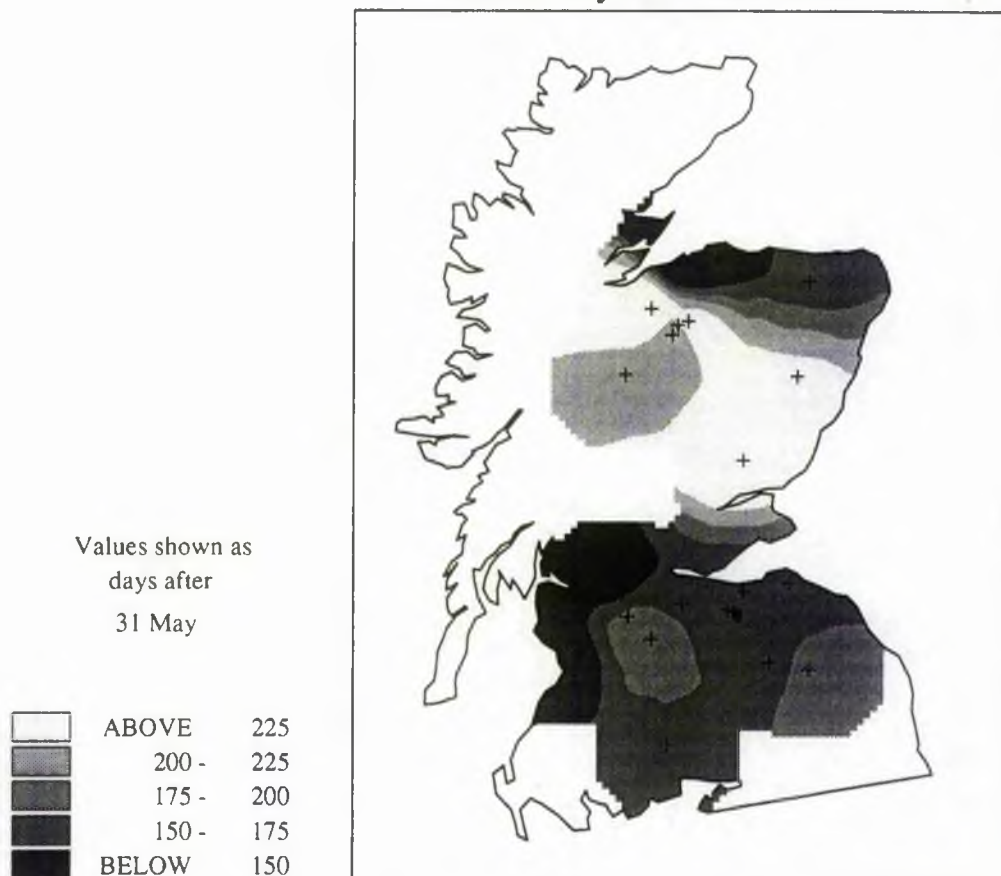 Values shown as
days after
31 May
ABOVE 225
200 - 225
175 - 200
150 - 175
BELOW 150